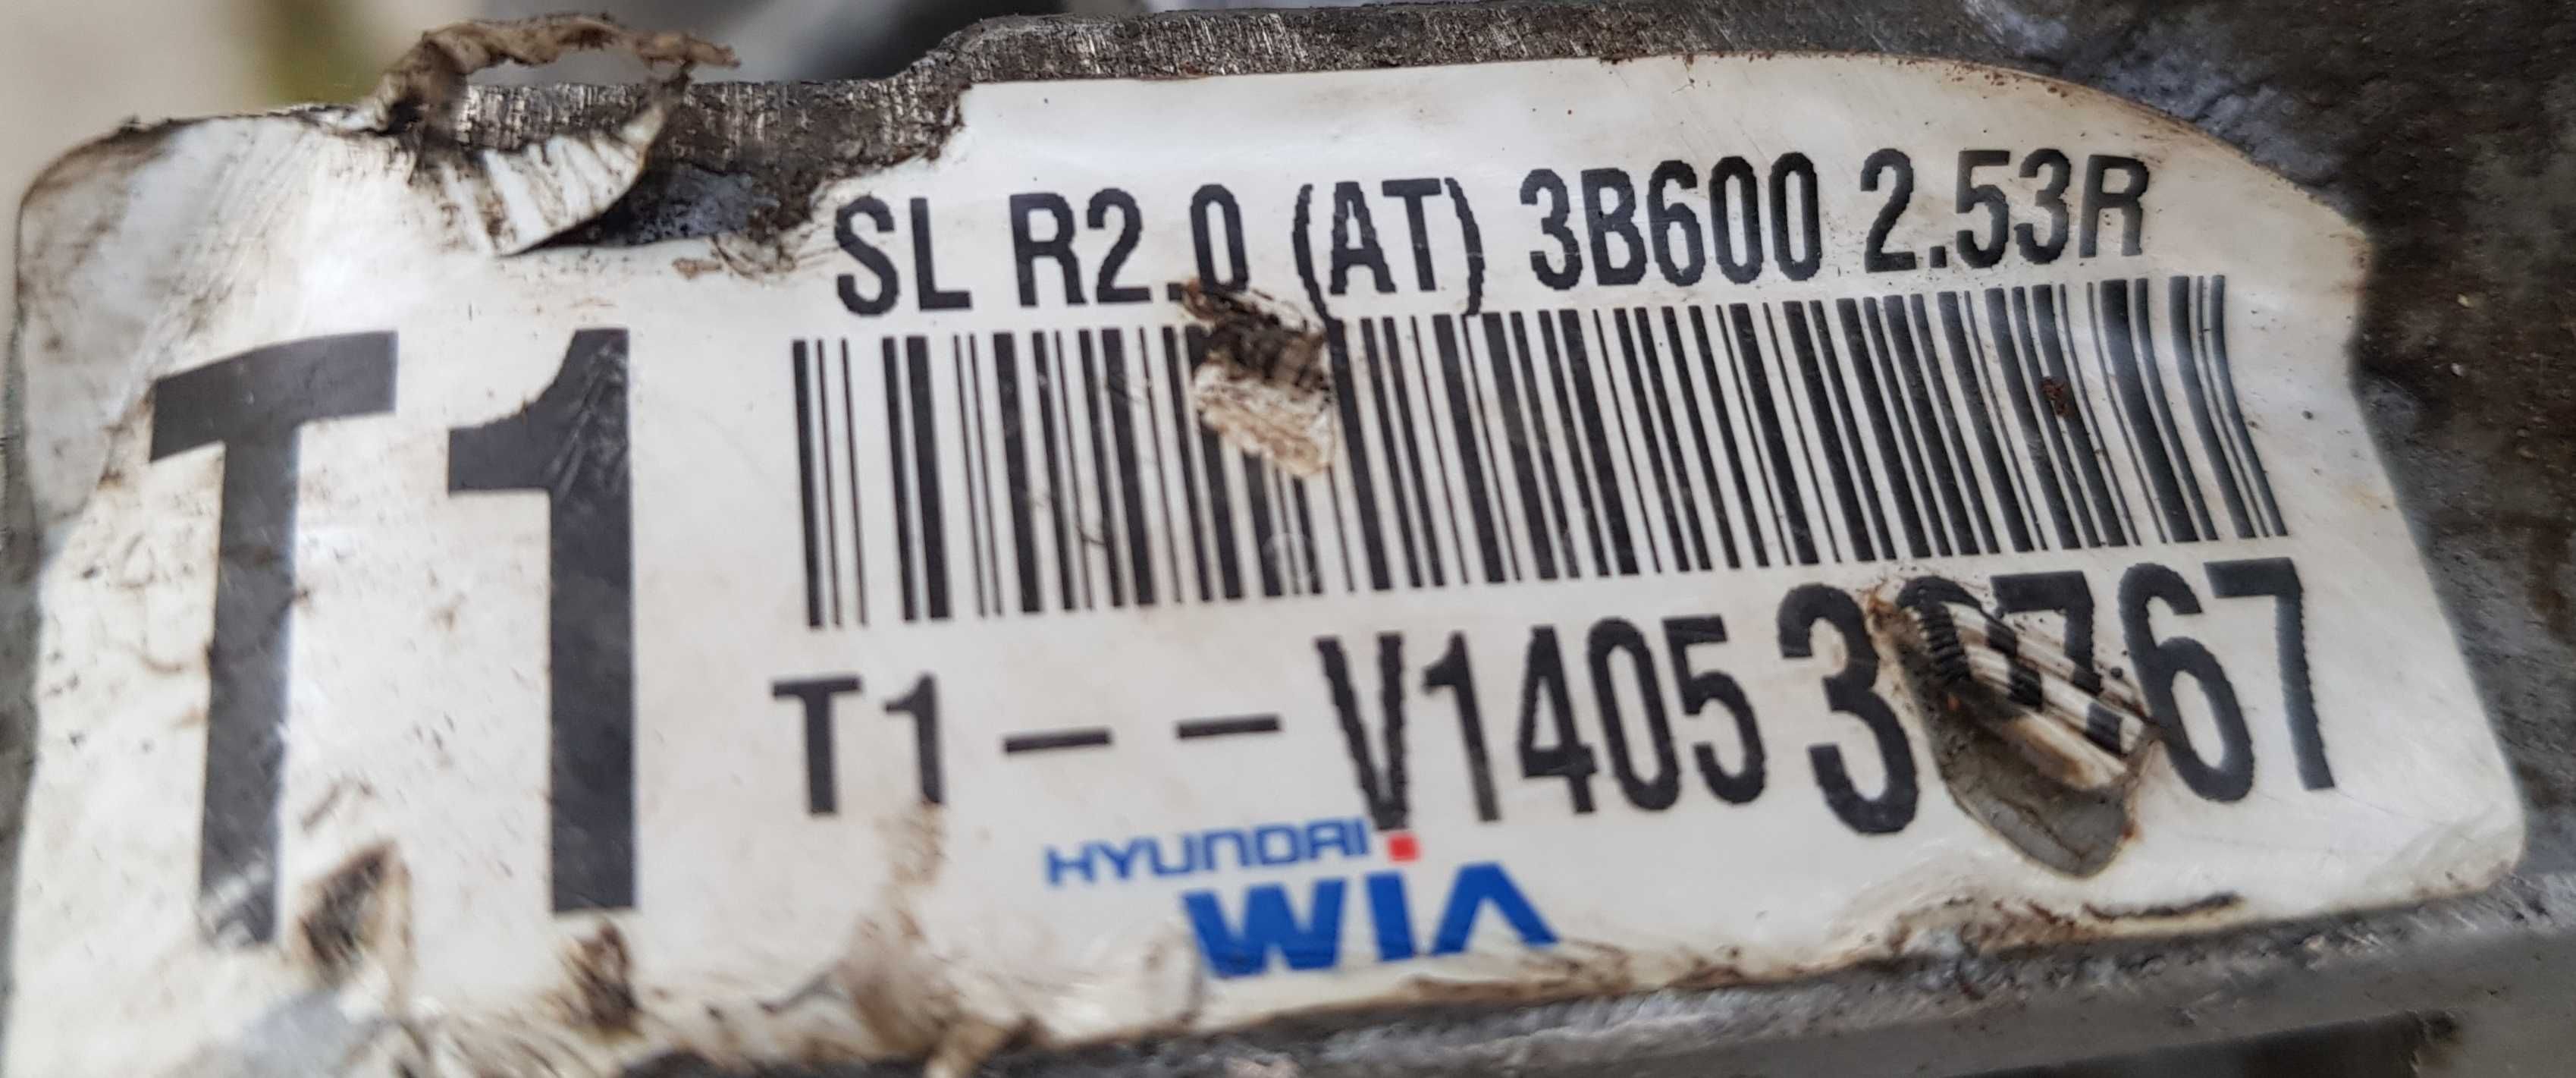 SL R2.0 (AT) 3B600 2.53R
T1
T1--V1405
HYUNDAI
WIA